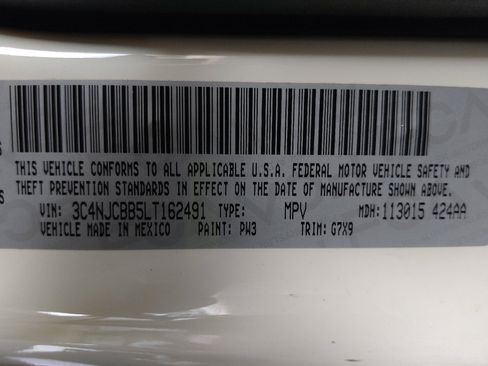 THIS VEHICLE CONFORMS TO ALL APPLICABLE U.S.A. FEDERAL MOTOR VEHICLE SAFETY AND
THEFT PREVENTION STANDARDS IN EFFECT ON THE DATE OF MANUFACTURE SHOWN ABOVE.
VIN: 3C4NJCBB5LT162491 TYPE: MPV MDH: 113015 424AA
VEHICLE MADE IN MEXICO PAINT: PW3 TRIM: G7X9